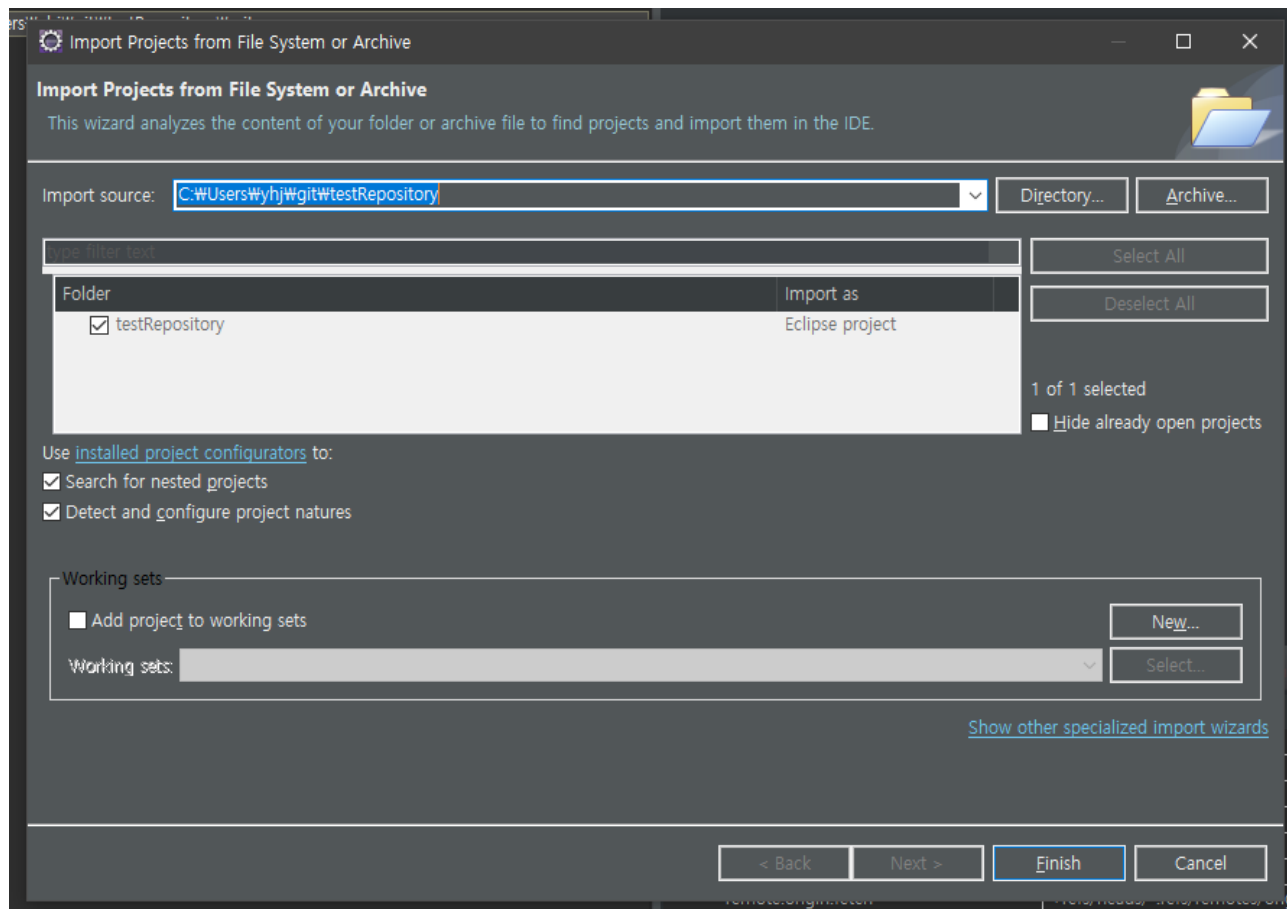 Import Projects from File System or Archive
Import Projects from File System or Archive
This wizard analyzes the content of your folder or archive file to find projects and import them in the IDE.
Import source: C:₩Users₩yhj₩git₩testRepository Directory... Archive...
type filter text Select All
Folder Import as Deselect All
testRepository Eclipse project
1 of 1 selected
Hide already open projects
Use installed project configurators to:
Search for nested projects
Detect and configure project natures
Working sets
Add project to working sets New...
Working sets: Select...
Show other specialized import wizards
< Back Next > Finish Cancel